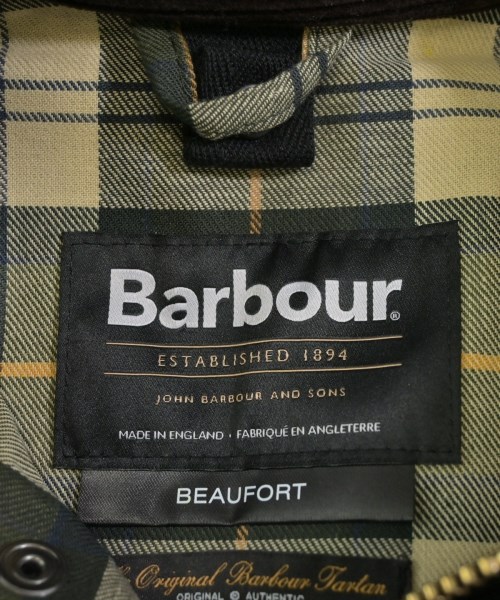 Barbour®
ESTABLISHED 1894
JOHN BARBOUR AND SONS
MADE IN ENGLAND · FABRIQUÉ EN ANGLETERRE
BEAUFORT
Original Barbour Tartan
ORIGINAL & AUTHENTIC